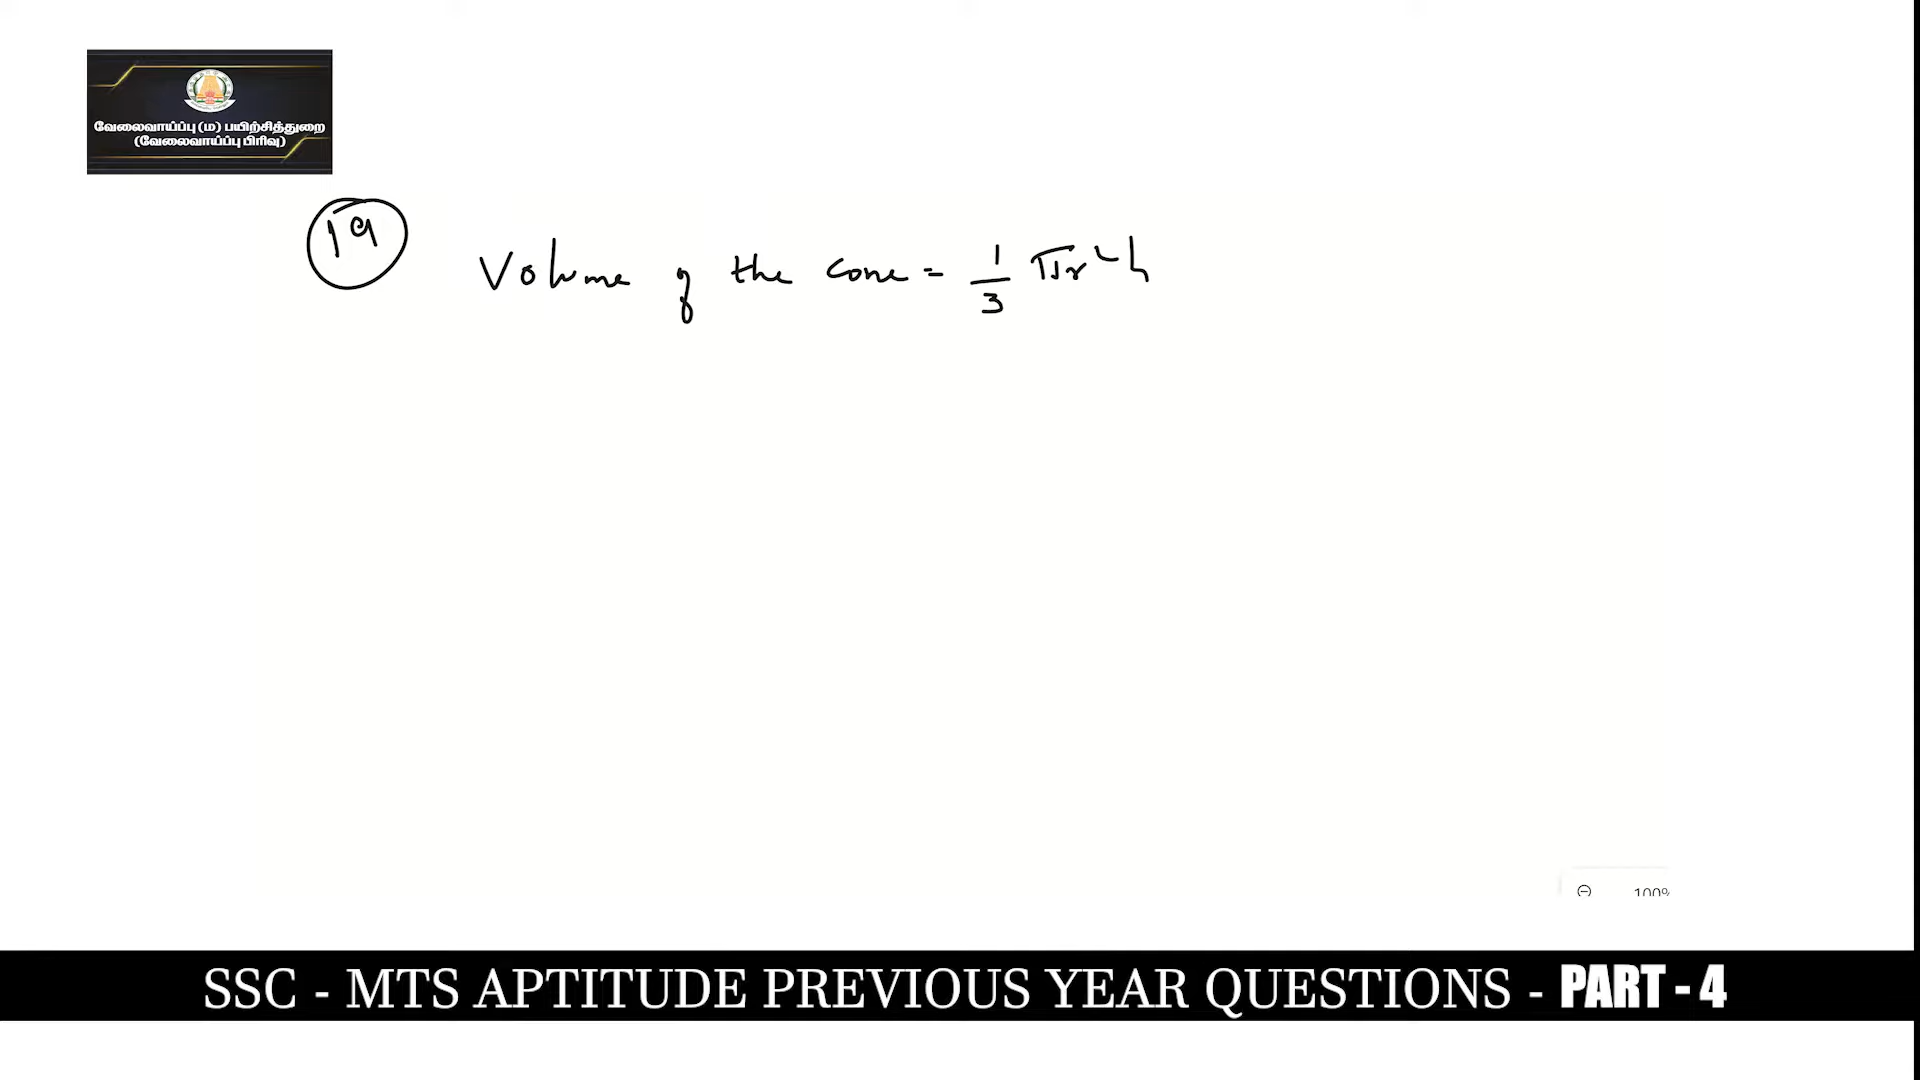 வேலைவாய்ப்பு (ம) பயிற்சித்துறை
(வேலைவாய்ப்பு பிரிவு)
19
Volume of the cone = 1/3 πr²h
100%
SSC - MTS APTITUDE PREVIOUS YEAR QUESTIONS - PART - 4